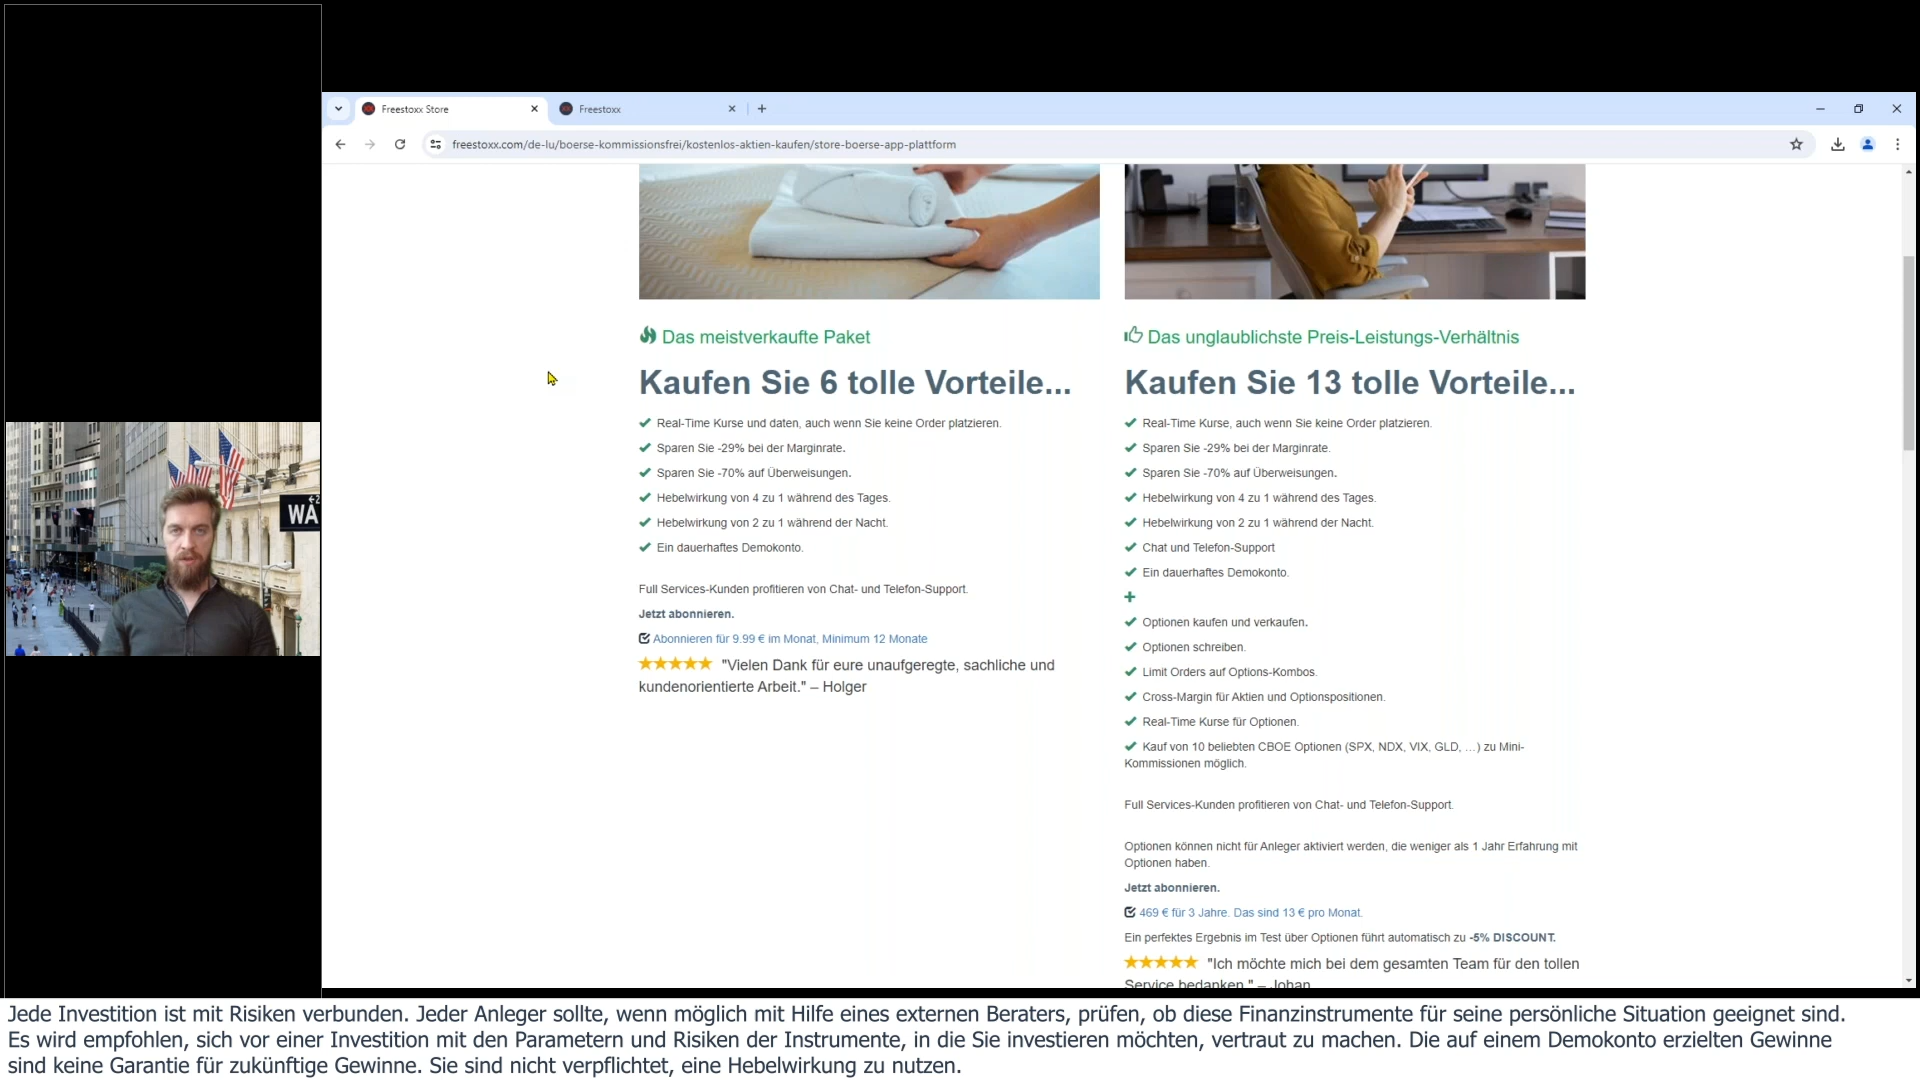 Freestoxx Store
Freestoxx
freestoxx.com/de-lu/boerse-kommissionsfrei/kostenlos-aktien-kaufen/store-boerse-app-plattform
WA
Das meistverkaufte Paket
Kaufen Sie 6 tolle Vorteile...
Real-Time Kurse und daten, auch wenn Sie keine Order platzieren.
Sparen Sie -29% bei der Marginrate.
Sparen Sie -70% auf Überweisungen.
Hebelwirkung von 4 zu 1 während des Tages.
Hebelwirkung von 2 zu 1 während der Nacht.
Ein dauerhaftes Demokonto.
Full Services-Kunden profitieren von Chat- und Telefon-Support.
Jetzt abonnieren.
Abonnieren für 9.99 € im Monat, Minimum 12 Monate
"Vielen Dank für eure unaufgeregte, sachliche und
kundenorientierte Arbeit." – Holger
Das unglaublichste Preis-Leistungs-Verhältnis
Kaufen Sie 13 tolle Vorteile...
Real-Time Kurse, auch wenn Sie keine Order platzieren.
Sparen Sie -29% bei der Marginrate.
Sparen Sie -70% auf Überweisungen.
Hebelwirkung von 4 zu 1 während des Tages.
Hebelwirkung von 2 zu 1 während der Nacht.
Chat und Telefon-Support
Ein dauerhaftes Demokonto.
Optionen kaufen und verkaufen.
Optionen schreiben.
Limit Orders auf Options-Kombos.
Cross-Margin für Aktien und Optionspositionen.
Real-Time Kurse für Optionen.
Kauf von 10 beliebten CBOE Optionen (SPX, NDX, VIX, GLD, ...) zu Mini-
Kommissionen möglich.
Full Services-Kunden profitieren von Chat- und Telefon-Support.
Optionen können nicht für Anleger aktiviert werden, die weniger als 1 Jahr Erfahrung mit
Optionen haben.
Jetzt abonnieren.
469 € für 3 Jahre. Das sind 13 € pro Monat.
Ein perfektes Ergebnis im Test über Optionen führt automatisch zu -5% DISCOUNT.
"Ich möchte mich bei dem gesamten Team für den tollen
Service bedanken." – Johan
Jede Investition ist mit Risiken verbunden. Jeder Anleger sollte, wenn möglich mit Hilfe eines externen Beraters, prüfen, ob diese Finanzinstrumente für seine persönliche Situation geeignet sind.
Es wird empfohlen, sich vor einer Investition mit den Parametern und Risiken der Instrumente, in die Sie investieren möchten, vertraut zu machen. Die auf einem Demokonto erzielten Gewinne
sind keine Garantie für zukünftige Gewinne. Sie sind nicht verpflichtet, eine Hebelwirkung zu nutzen.